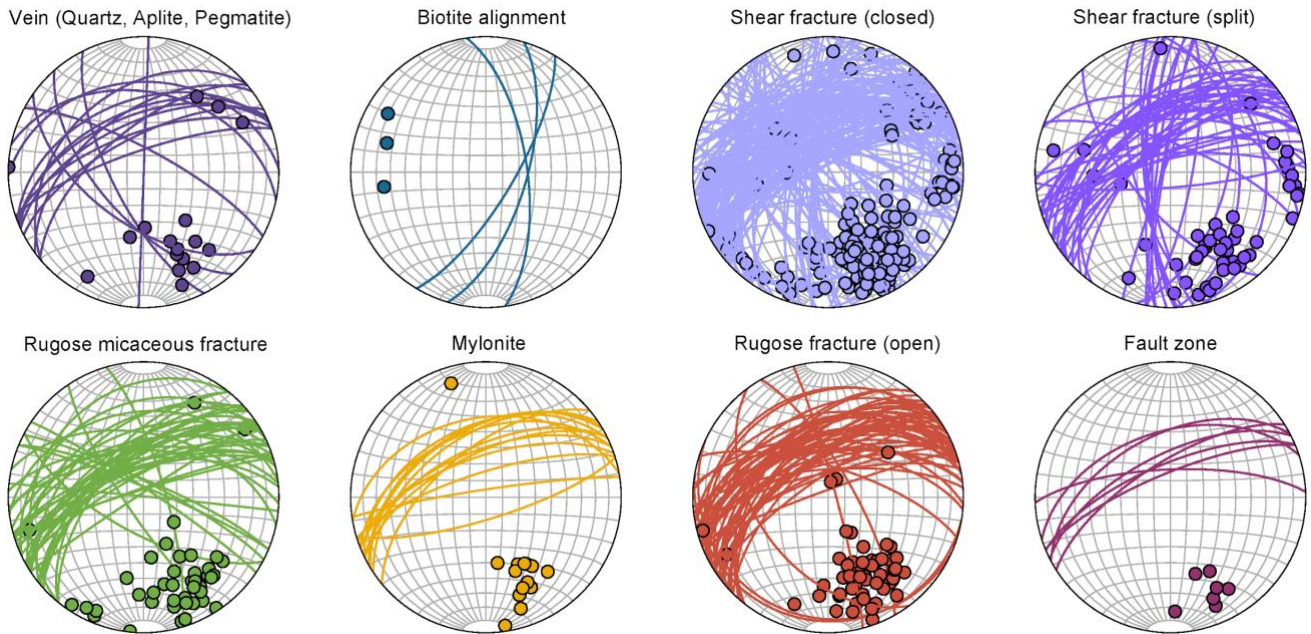 Vein (Quartz, Aplite, Pegmatite)
Biotite alignment
Shear fracture (closed)
Shear fracture (split)
Rugose micaceous fracture
Mylonite
Rugose fracture (open)
Fault zone